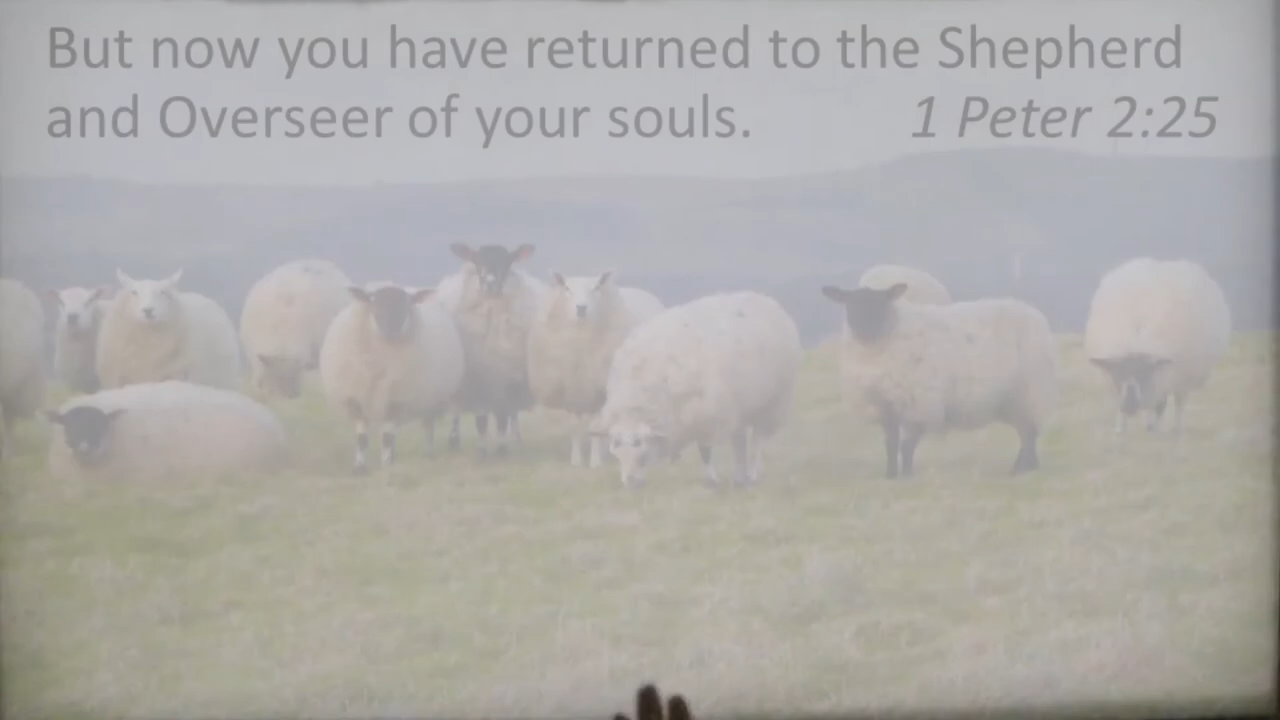 But now you have returned to the Shepherd
and Overseer of your souls. 1 Peter 2:25